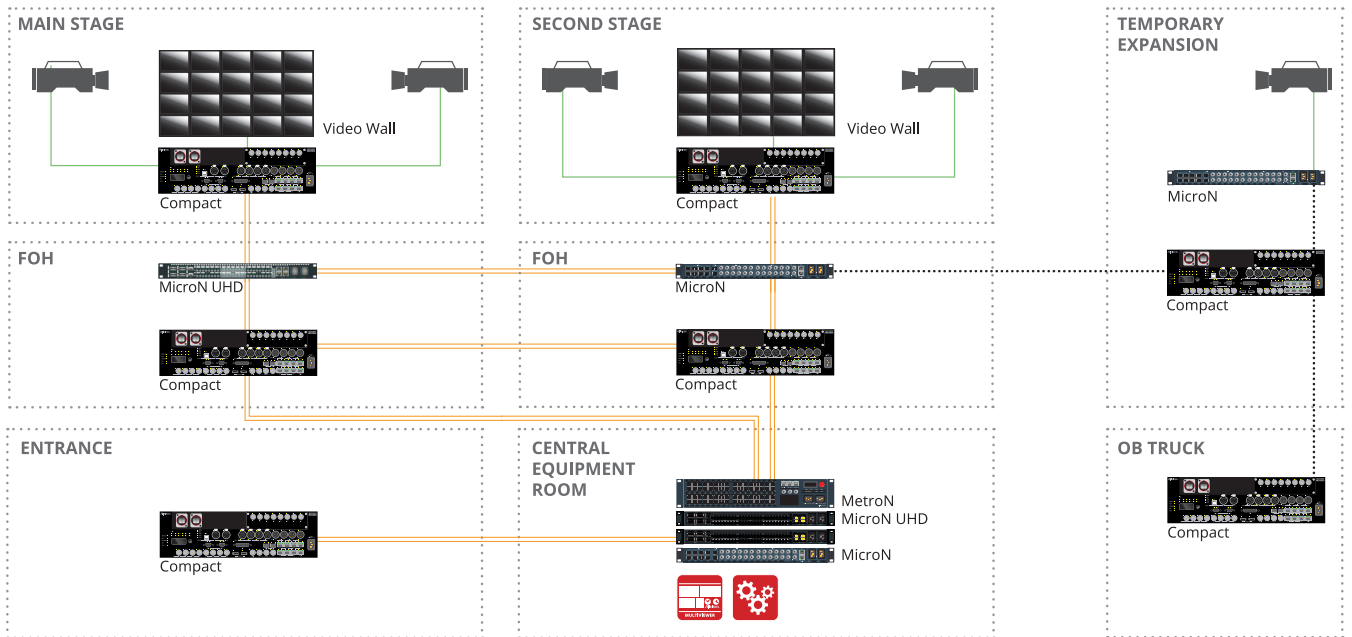 MAIN STAGE
Video Wall
Compact
SECOND STAGE
Video Wall
Compact
TEMPORARY
EXPANSION
MicroN
Compact
FOH
MicroN UHD
Compact
FOH
MicroN
Compact
ENTRANCE
Compact
CENTRAL
EQUIPMENT
ROOM
MetroN
MicroN UHD
MicroN
MULTIVIEWER
OB TRUCK
Compact